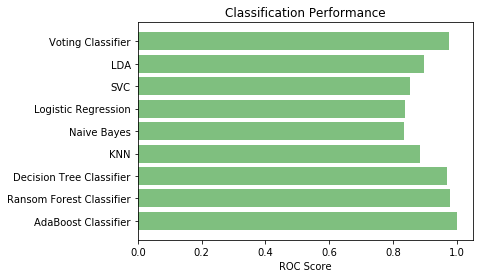 Classification Performance
Voting Classifier
LDA
SVC
Logistic Regression
Naive Bayes
KNN
Decision Tree Classifier
Ransom Forest Classifier
AdaBoost Classifier
0.0 0.2 0.4 0.6 0.8 1.0
ROC Score